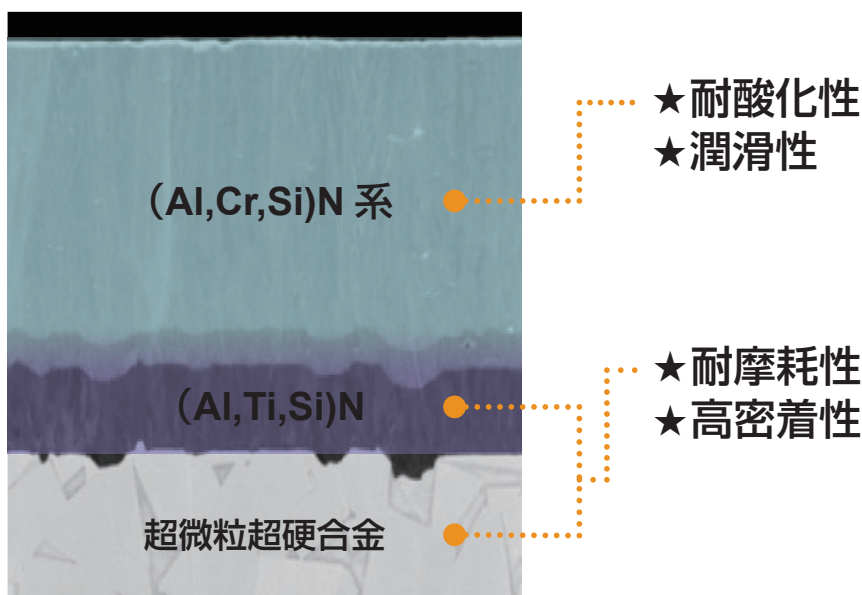 (Al,Cr,Si)N 系
★耐酸化性
★潤滑性
(Al,Ti,Si)N
★耐摩耗性
★高密着性
超微粒超硬合金